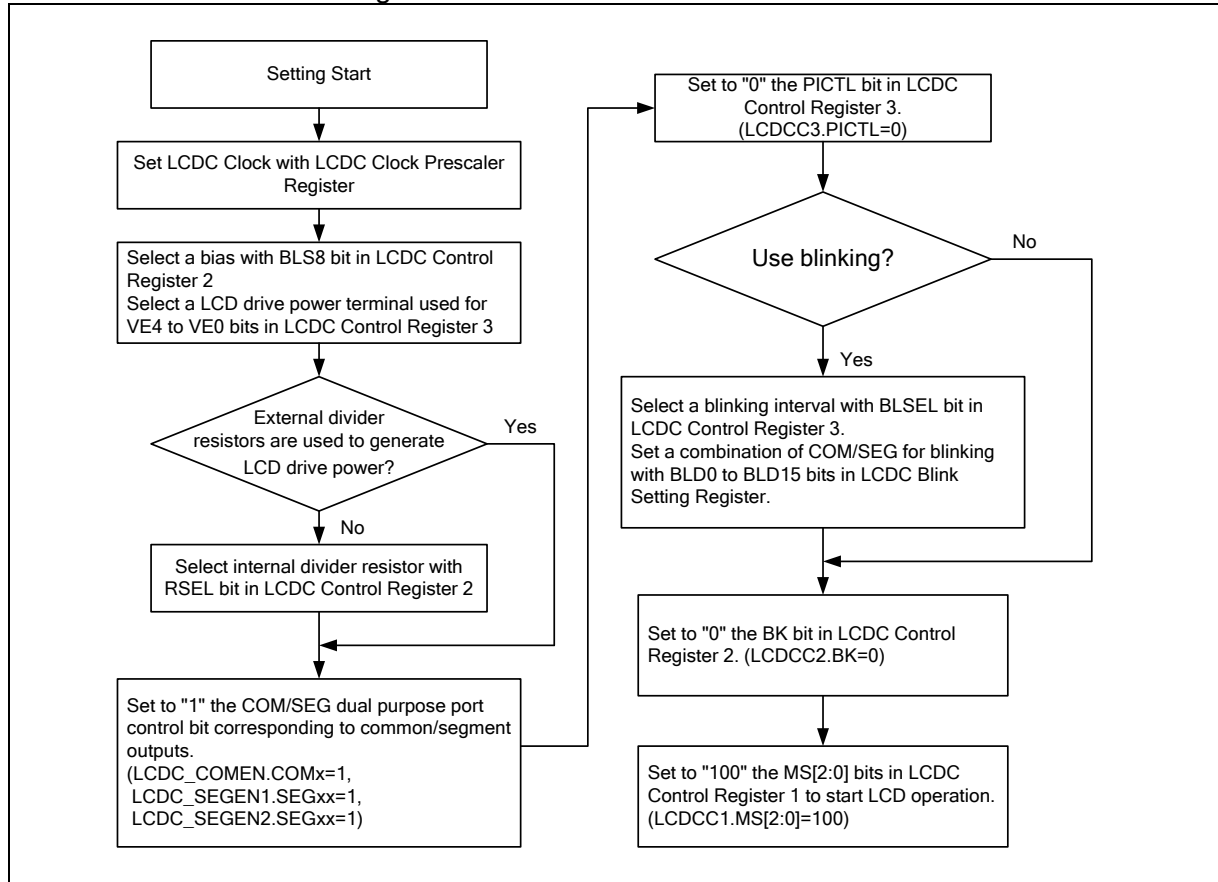 Setting Start
Set LCDC Clock with LCDC Clock Prescaler
Register
Select a bias with BLS8 bit in LCDC Control
Register 2
Select a LCD drive power terminal used for
VE4 to VE0 bits in LCDC Control Register 3
External divider
resistors are used to generate
LCD drive power?
Yes
No
Select internal divider resistor with
RSEL bit in LCDC Control Register 2
Set to "1" the COM/SEG dual purpose port
control bit corresponding to common/segment
outputs.
(LCDC_COMEN.COMx=1,
LCDC_SEGEN1.SEGxx=1,
LCDC_SEGEN2.SEGxx=1)
Set to "0" the PICTL bit in LCDC
Control Register 3.
(LCDCC3.PICTL=0)
Use blinking?
No
Yes
Select a blinking interval with BLSEL bit in
LCDC Control Register 3.
Set a combination of COM/SEG for blinking
with BLD0 to BLD15 bits in LCDC Blink
Setting Register.
Set to "0" the BK bit in LCDC Control
Register 2. (LCDCC2.BK=0)
Set to "100" the MS[2:0] bits in LCDC
Control Register 1 to start LCD operation.
(LCDCC1.MS[2:0]=100)